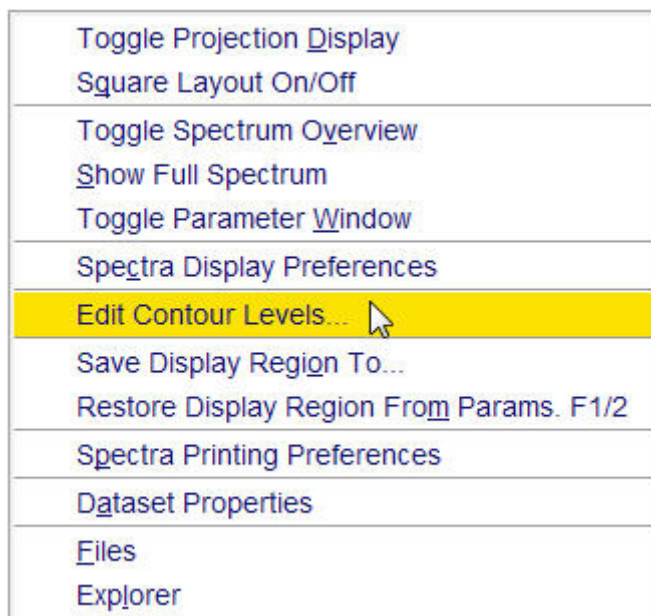 Toggle Projection Display
Square Layout On/Off
Toggle Spectrum Overview
Show Full Spectrum
Toggle Parameter Window
Spectra Display Preferences
Edit Contour Levels...
Save Display Region To...
Restore Display Region From Params. F1/2
Spectra Printing Preferences
Dataset Properties
Files
Explorer